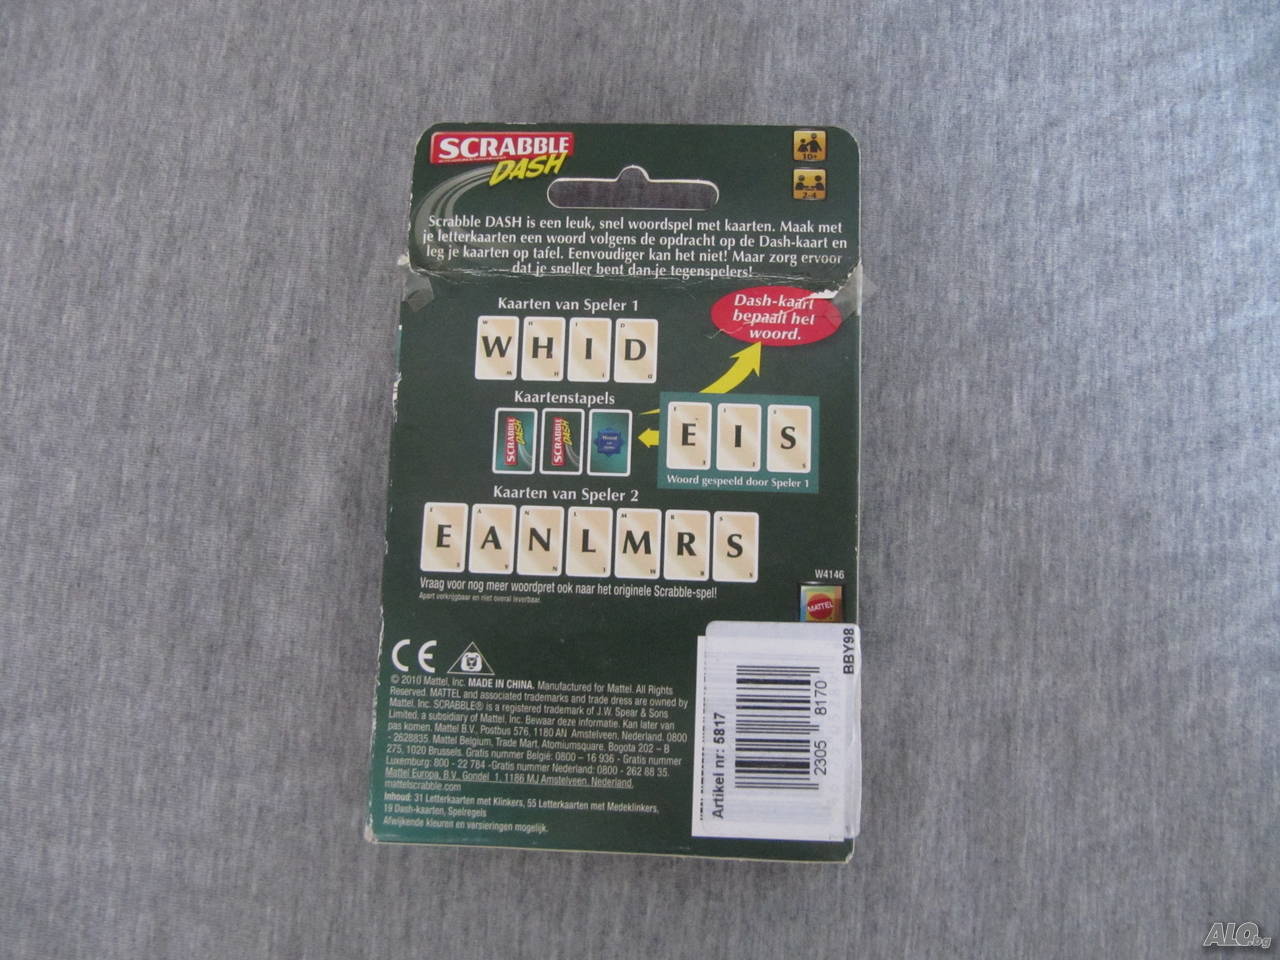 SCRABBLE
DASH
10+
2-4
Scrabble DASH is een leuk, snel woordspel met kaarten. Maak met
je letterkaarten een woord volgens de opdracht op de Dash-kaart en
leg je kaarten op tafel. Eenvoudiger kan het niet! Maar zorg ervoor
dat je sneller bent dan je tegenspelers!
Kaarten van Speler 1
Dash-kaart
bepaalt het
woord.
W H I D
Kaartenstapels
SCRABBLE DASH
SCRABBLE DASH
E I S
Woord gespeeld door Speler 1
Kaarten van Speler 2
E A N L M R S
Vraag voor nog meer woordpret ook naar het originele Scrabble-spel!
Apart verkrijgbaar en niet overal leverbaar.
W4146
MATTEL
CE
© 2010 Mattel, Inc. MADE IN CHINA. Manufactured for Mattel. All Rights
Reserved. MATTEL and associated trademarks and trade dress are owned by
Mattel, Inc. SCRABBLE® is a registered trademark of J.W. Spear & Sons
Limited, a subsidiary of Mattel, Inc. Bewaar deze informatie. Kan later van
pas komen. Mattel B.V., Postbus 576, 1180 AN Amstelveen, Nederland. 0800
- 2628835. Mattel Belgium, Trade Mart, Atomiumsquare, Bogota 202 – B
275, 1020 Brussels. Gratis nummer België: 0800 – 16 936 - Gratis nummer
Luxemburg: 800 - 22 784 -Gratis nummer Nederland: 0800 - 262 88 35.
Mattel Europa, B.V., Gondel 1, 1186 MJ Amstelveen, Nederland.
mattelscrabble.com
Inhoud: 31 Letterkaarten met Klinkers, 55 Letterkaarten met Medeklinkers,
19 Dash-kaarten, Spelregels
Afwijkende kleuren en versieringen mogelijk.
BBY98
2305 8170
Artikel nr: 5817
ALO.bg